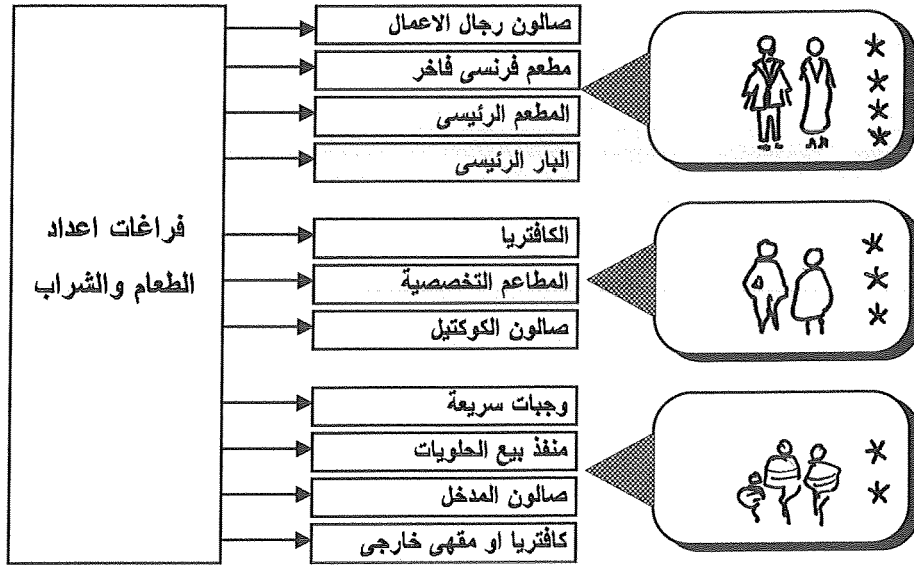 فراغات اعداد
الطعام والشراب
صالون رجال الاعمال
مطعم فرنسى فاخر
المطعم الرئيسى
البار الرئيسى
الكافتريا
المطاعم التخصصية
صالون الكوكتيل
وجبات سريعة
منفذ بيع الحلويات
صالون المدخل
كافتريا او مقهى خارجى